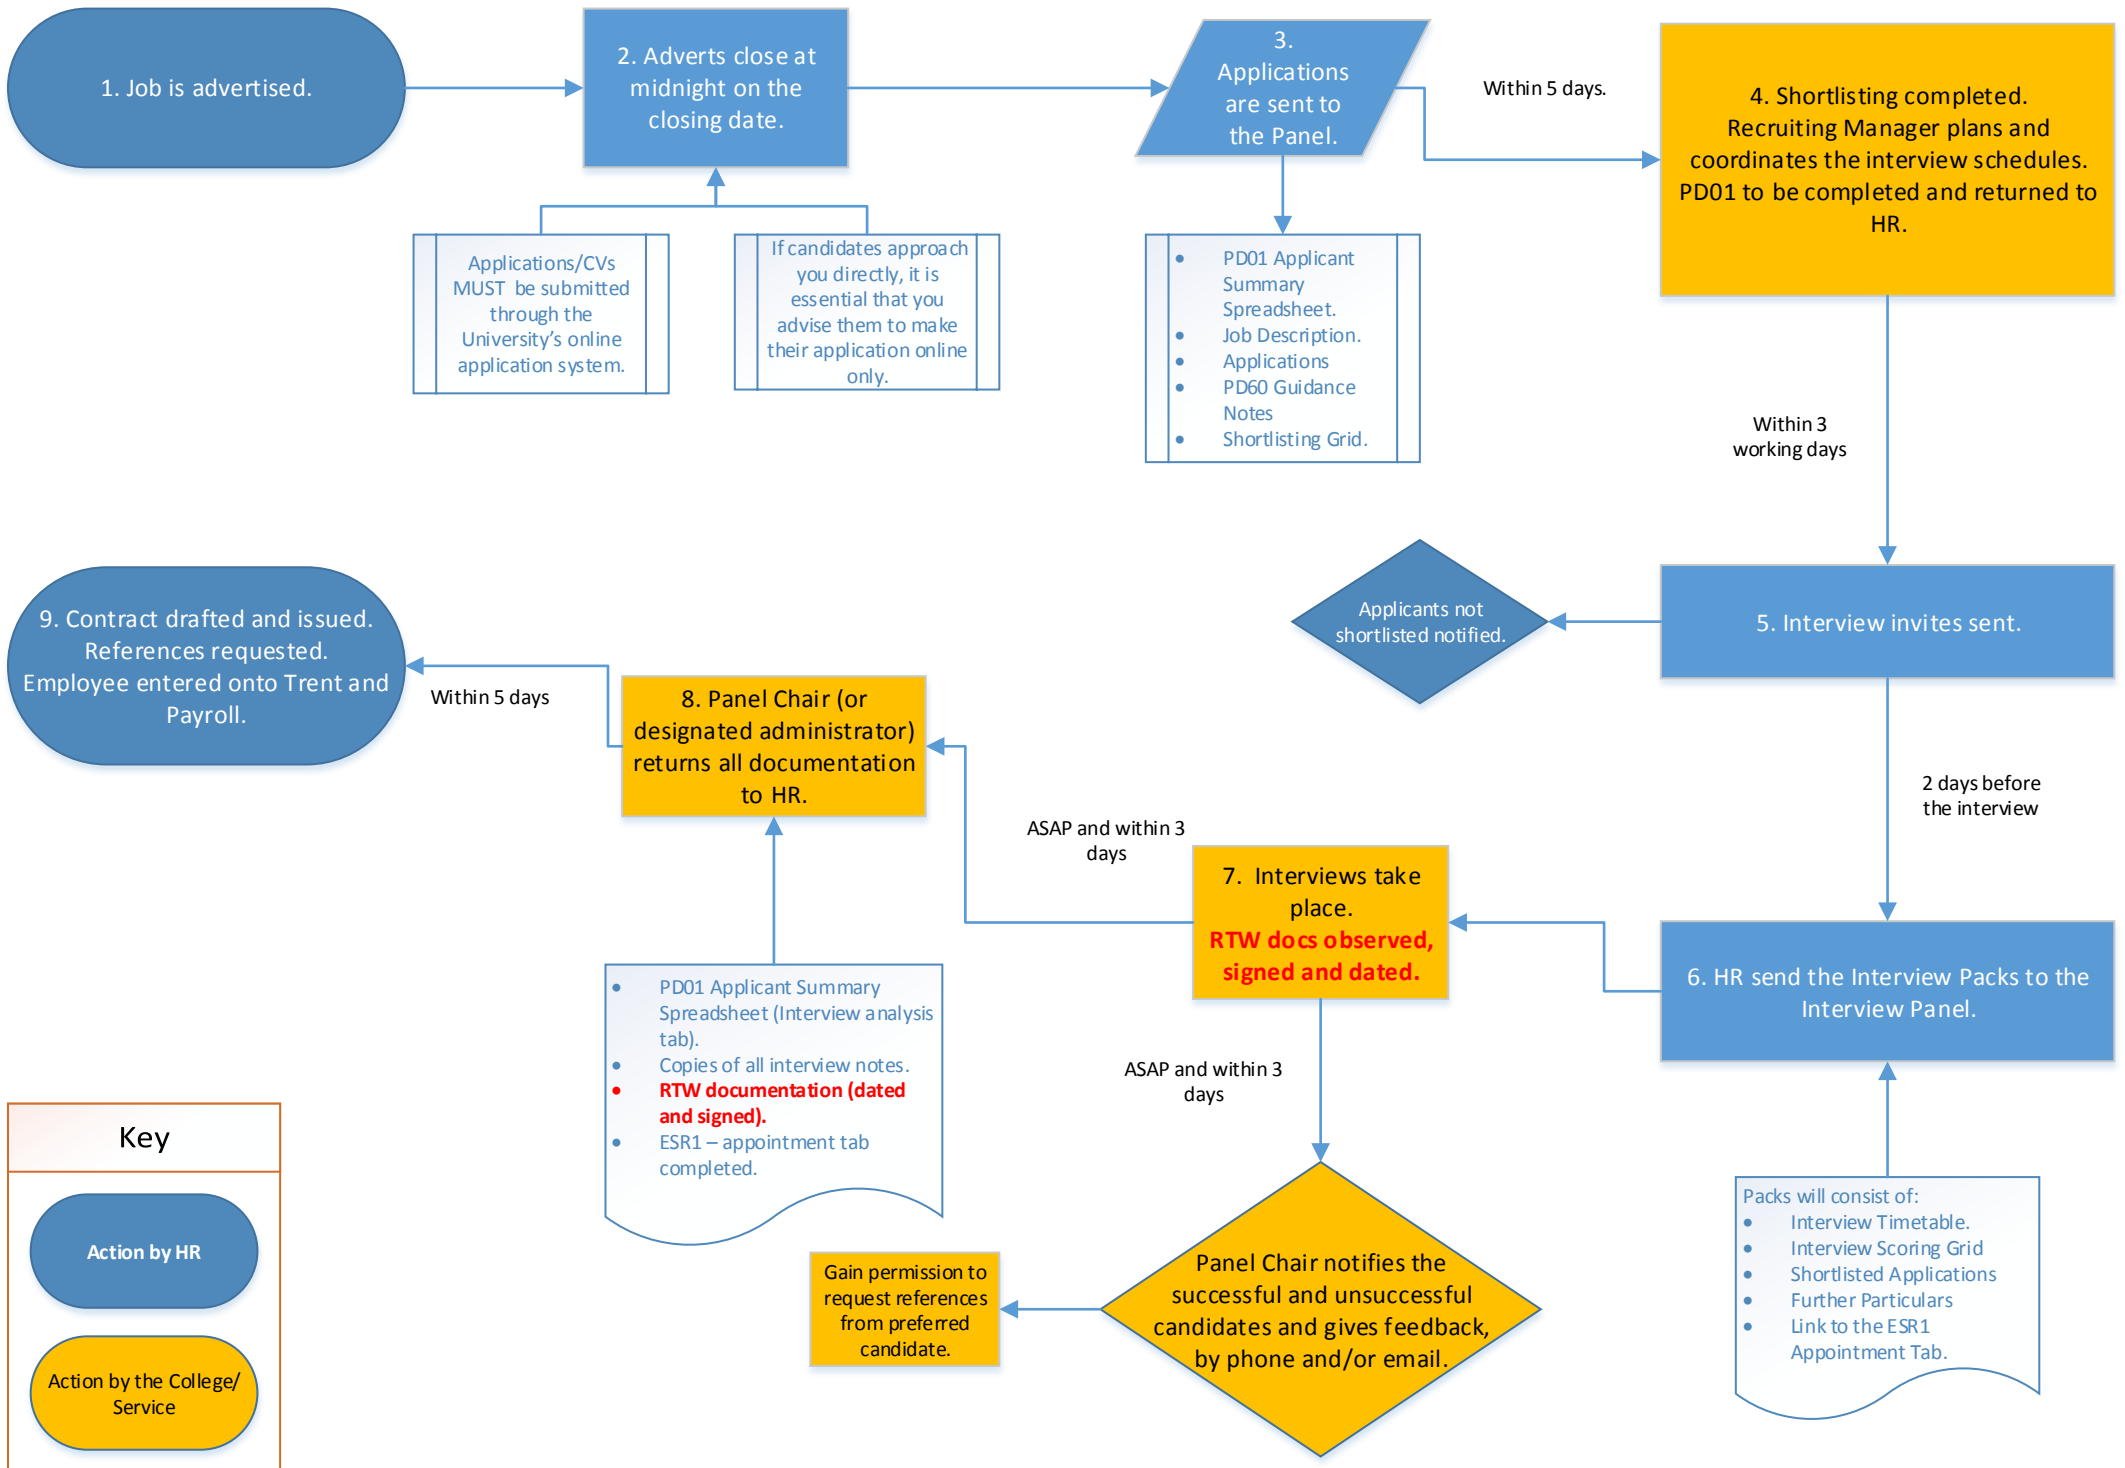 1. Job is advertised.
2. Adverts close at
midnight on the
closing date.
3.
Applications
are sent to
the Panel.
Within 5 days.
4. Shortlisting completed.
Recruiting Manager plans and
coordinates the interview schedules.
PD01 to be completed and returned to
HR.
Applications/CVs
MUST be submitted
through the
University's online
application system.
If candidates approach
you directly, it is
essential that you
advise them to make
their application online
only.
• PD01 Applicant
Summary
Spreadsheet.
• Job Description.
• Applications
• PD60 Guidance
Notes
• Shortlisting Grid.
Within 3
working days
5. Interview invites sent.
Applicants not
shortlisted notified.
2 days before
the interview
6. HR send the Interview Packs to the
Interview Panel.
Packs will consist of:
• Interview Timetable.
• Interview Scoring Grid
• Shortlisted Applications
• Further Particulars
• Link to the ESR1
Appointment Tab.
7. Interviews take
place.
RTW docs observed,
signed and dated.
ASAP and within 3
days
ASAP and within 3
days
Panel Chair notifies the
successful and unsuccessful
candidates and gives feedback,
by phone and/or email.
Gain permission to
request references
from preferred
candidate.
8. Panel Chair (or
designated administrator)
returns all documentation
to HR.
• PD01 Applicant Summary
Spreadsheet (Interview analysis
tab).
• Copies of all interview notes.
• RTW documentation (dated
and signed).
• ESR1 – appointment tab
completed.
Within 5 days
9. Contract drafted and issued.
References requested.
Employee entered onto Trent and
Payroll.
Key
Action by HR
Action by the College/
Service